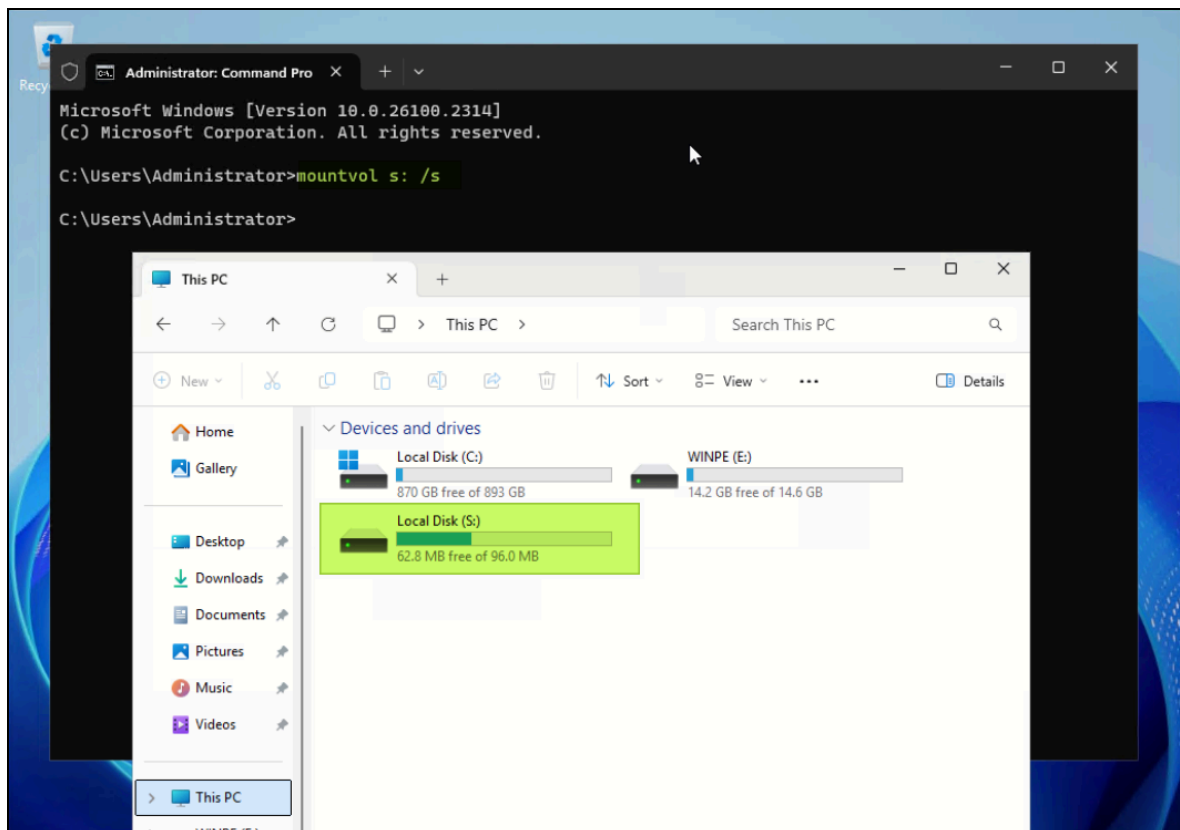 Recy
Administrator: Command Pro
Microsoft Windows [Version 10.0.26100.2314]
(c) Microsoft Corporation. All rights reserved.
C:\Users\Administrator>mountvol s: /s
C:\Users\Administrator>
This PC
This PC
Search This PC
New
Sort
View
Details
Home
Gallery
Desktop
Downloads
Documents
Pictures
Music
Videos
This PC
Devices and drives
Local Disk (C:)
870 GB free of 893 GB
WINPE (E:)
14.2 GB free of 14.6 GB
Local Disk (S:)
62.8 MB free of 96.0 MB